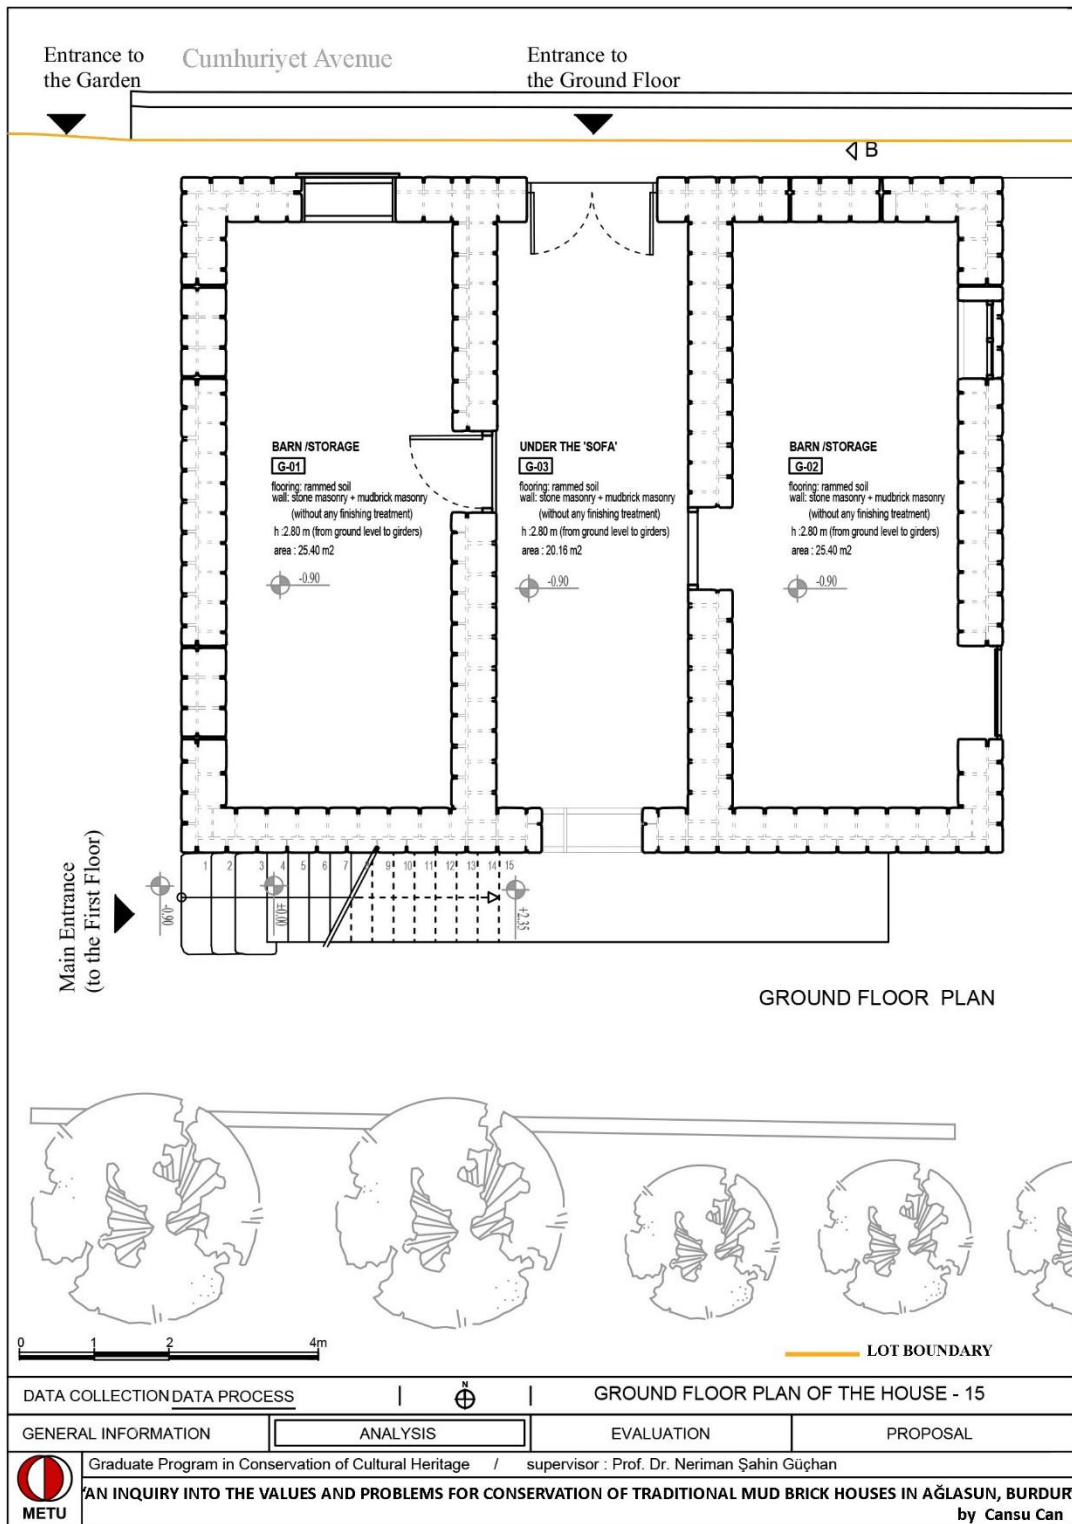 Entrance to
the Garden
Cumhuriyet Avenue
Entrance to
the Ground Floor
B
BARN /STORAGE
G-01
flooring: rammed soil
wall: stone masonry + mudbrick masonry
(without any finishing treatment)
h :2.80 m (from ground level to girders)
area : 25.40 m2
-0.90
UNDER THE 'SOFA'
G-03
flooring: rammed soil
wall: stone masonry + mudbrick masonry
(without any finishing treatment)
h :2.80 m (from ground level to girders)
area : 20.16 m2
-0.90
BARN /STORAGE
G-02
flooring: rammed soil
wall: stone masonry + mudbrick masonry
(without any finishing treatment)
h :2.80 m (from ground level to girders)
area : 25.40 m2
-0.90
Main Entrance
(to the First Floor)
1 2 3 4 5 6 7 9 10 11 12 13 14 15
-0.90
±0.00
+2.35
GROUND FLOOR PLAN
0 1 2 4m
LOT BOUNDARY
DATA COLLECTION DATA PROCESS
N
GROUND FLOOR PLAN OF THE HOUSE - 15
GENERAL INFORMATION
ANALYSIS
EVALUATION
PROPOSAL
METU
Graduate Program in Conservation of Cultural Heritage / supervisor : Prof. Dr. Neriman Şahin Güçhan
'AN INQUIRY INTO THE VALUES AND PROBLEMS FOR CONSERVATION OF TRADITIONAL MUD BRICK HOUSES IN AĞLASUN, BURDUR
by Cansu Can